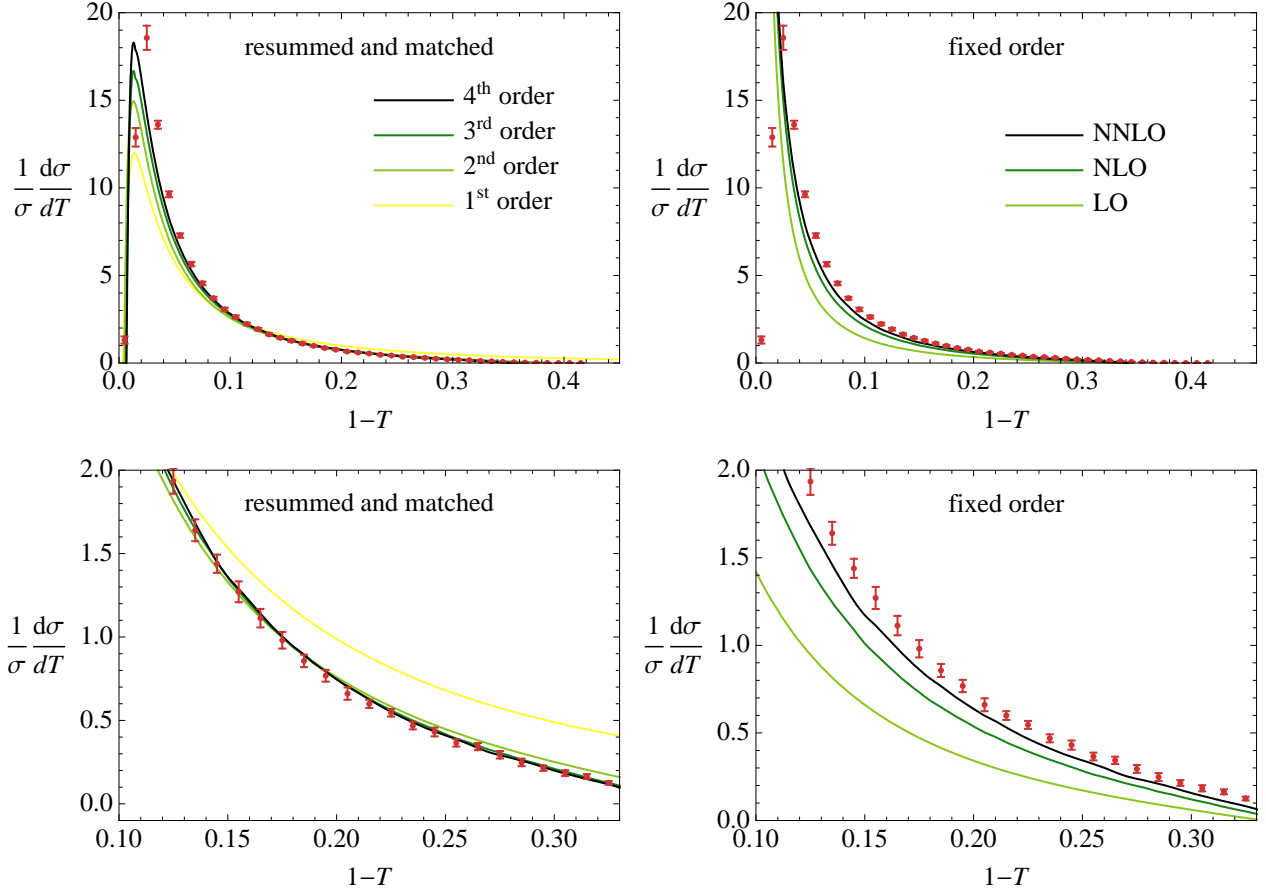 20
15
10
5
0
0.0
0.1
0.2
0.3
0.4
1−T
1/σ dσ/dT
resummed and matched
4th order
3rd order
2nd order
1st order
20
15
10
5
0
0.0
0.1
0.2
0.3
0.4
1−T
1/σ dσ/dT
fixed order
NNLO
NLO
LO
2.0
1.5
1.0
0.5
0.0
0.10
0.15
0.20
0.25
0.30
1−T
1/σ dσ/dT
resummed and matched
2.0
1.5
1.0
0.5
0.0
0.10
0.15
0.20
0.25
0.30
1−T
1/σ dσ/dT
fixed order